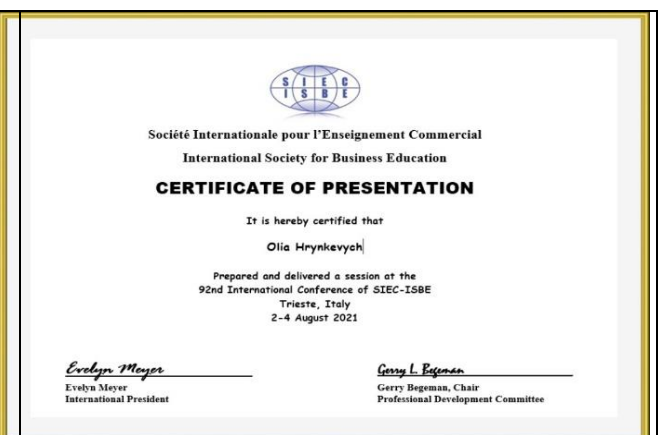 S I E C
I S B E
Société Internationale pour l'Enseignement Commercial
International Society for Business Education
CERTIFICATE OF PRESENTATION
It is hereby certified that
Olia Hrynkevych
Prepared and delivered a session at the
92nd International Conference of SIEC-ISBE
Trieste, Italy
2-4 August 2021
Evelyn Meyer
Evelyn Meyer
International President
Gerry L. Begeman
Gerry Begeman, Chair
Professional Development Committee